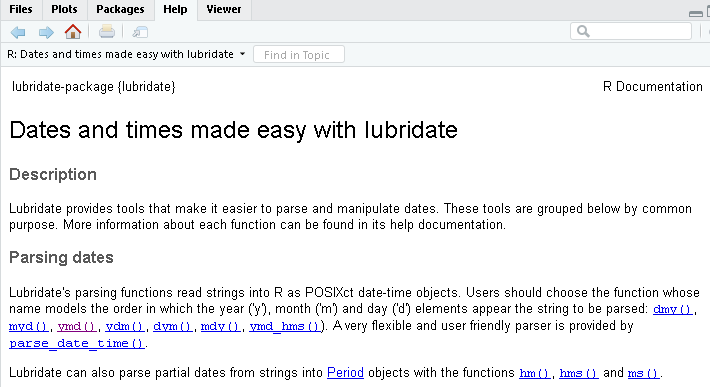 Files Plots Packages Help Viewer
R: Dates and times made easy with lubridate Find in Topic
lubridate-package {lubridate} R Documentation
Dates and times made easy with lubridate
Description
Lubridate provides tools that make it easier to parse and manipulate dates. These tools are grouped below by common
purpose. More information about each function can be found in its help documentation.
Parsing dates
Lubridate's parsing functions read strings into R as POSIXct date-time objects. Users should choose the function whose
name models the order in which the year ('y'), month ('m') and day ('d') elements appear the string to be parsed: dmy(),
myd(), ymd(), ydm(), dym(), mdy(), ymd_hms()). A very flexible and user friendly parser is provided by
parse_date_time().
Lubridate can also parse partial dates from strings into Period objects with the functions hm(), hms() and ms().